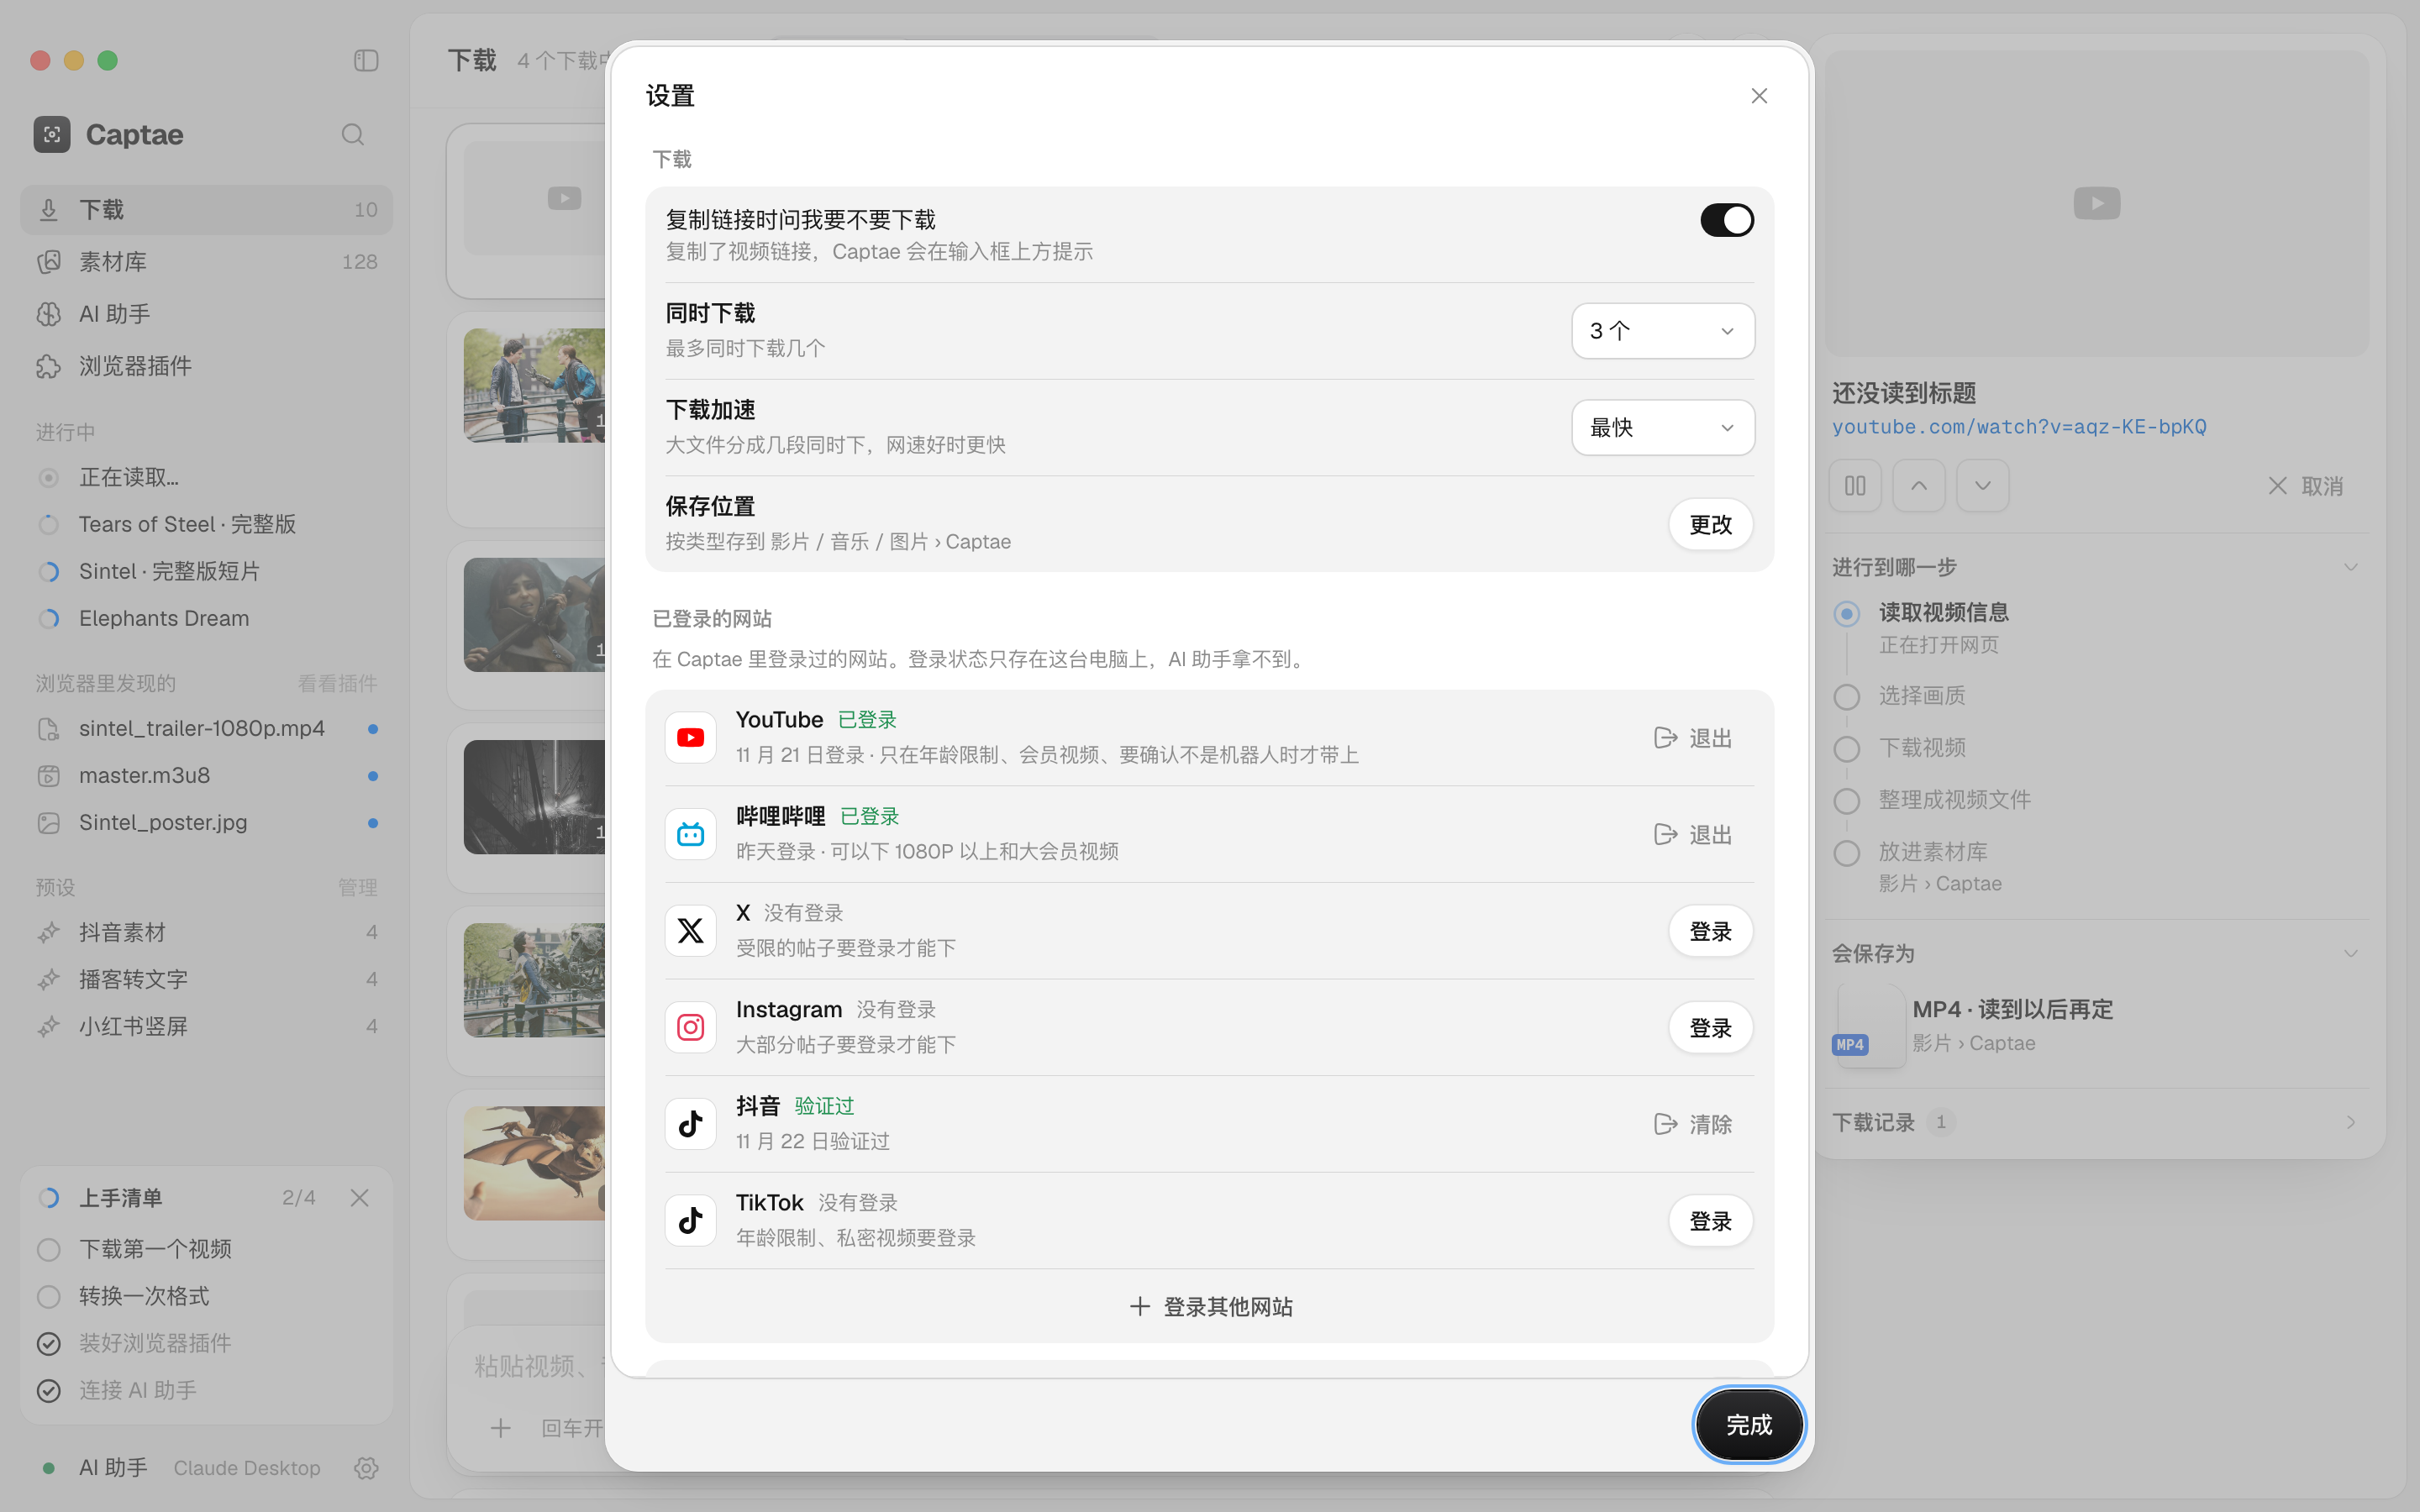 Captae
下载 10
素材库 128
AI 助手
浏览器插件
进行中
正在读取...
Tears of Steel · 完整版
Sintel · 完整版短片
Elephants Dream
浏览器里发现的 看看插件
sintel_trailer-1080p.mp4
master.m3u8
Sintel_poster.jpg
预设 管理
抖音素材 4
播客转文字 4
小红书竖屏 4
上手清单 2/4
下载第一个视频
转换一次格式
装好浏览器插件
连接 AI 助手
AI 助手 Claude Desktop
下载 4 个下载中
粘贴视频、
回车开
设置
下载
复制链接时问我要不要下载
复制了视频链接，Captae 会在输入框上方提示
同时下载
最多同时下载几个
3 个
下载加速
大文件分成几段同时下，网速好时更快
最快
保存位置
按类型存到 影片 / 音乐 / 图片 › Captae
更改
已登录的网站
在 Captae 里登录过的网站。登录状态只存在这台电脑上，AI 助手拿不到。
YouTube 已登录
11 月 21 日登录 · 只在年龄限制、会员视频、要确认不是机器人时才带上
退出
哔哩哔哩 已登录
昨天登录 · 可以下 1080P 以上和大会员视频
退出
X 没有登录
受限的帖子要登录才能下
登录
Instagram 没有登录
大部分帖子要登录才能下
登录
抖音 验证过
11 月 22 日验证过
清除
TikTok 没有登录
年龄限制、私密视频要登录
登录
登录其他网站
完成
还没读到标题
youtube.com/watch?v=aqz-KE-bpKQ
取消
进行到哪一步
读取视频信息
正在打开网页
选择画质
下载视频
整理成视频文件
放进素材库
影片 › Captae
会保存为
MP4 · 读到以后再定
MP4
影片 › Captae
下载记录 1